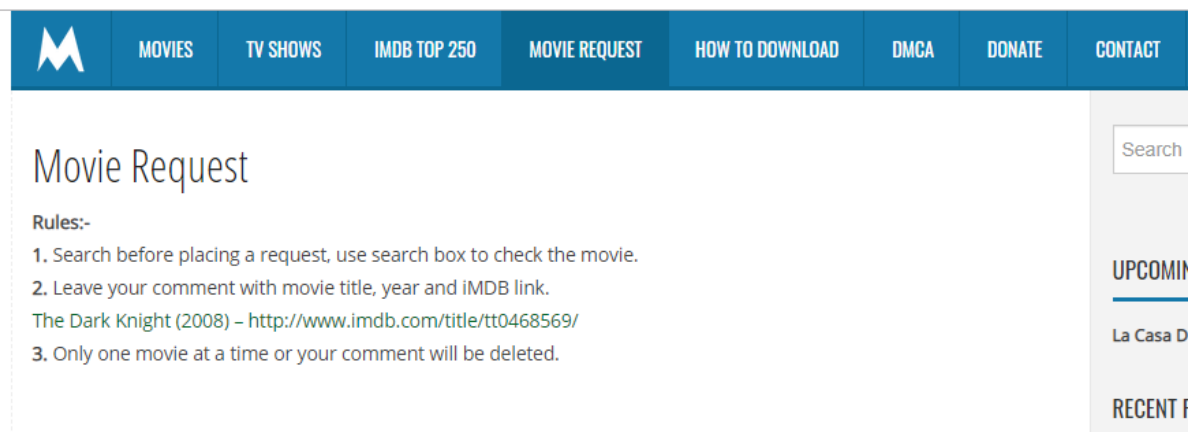 MOVIES TV SHOWS IMDB TOP 250 MOVIE REQUEST HOW TO DOWNLOAD DMCA DONATE CONTACT
Search
Movie Request
Rules:-
1. Search before placing a request, use search box to check the movie.
2. Leave your comment with movie title, year and iMDB link.
The Dark Knight (2008) – http://www.imdb.com/title/tt0468569/
3. Only one movie at a time or your comment will be deleted.
La Casa
RECENT